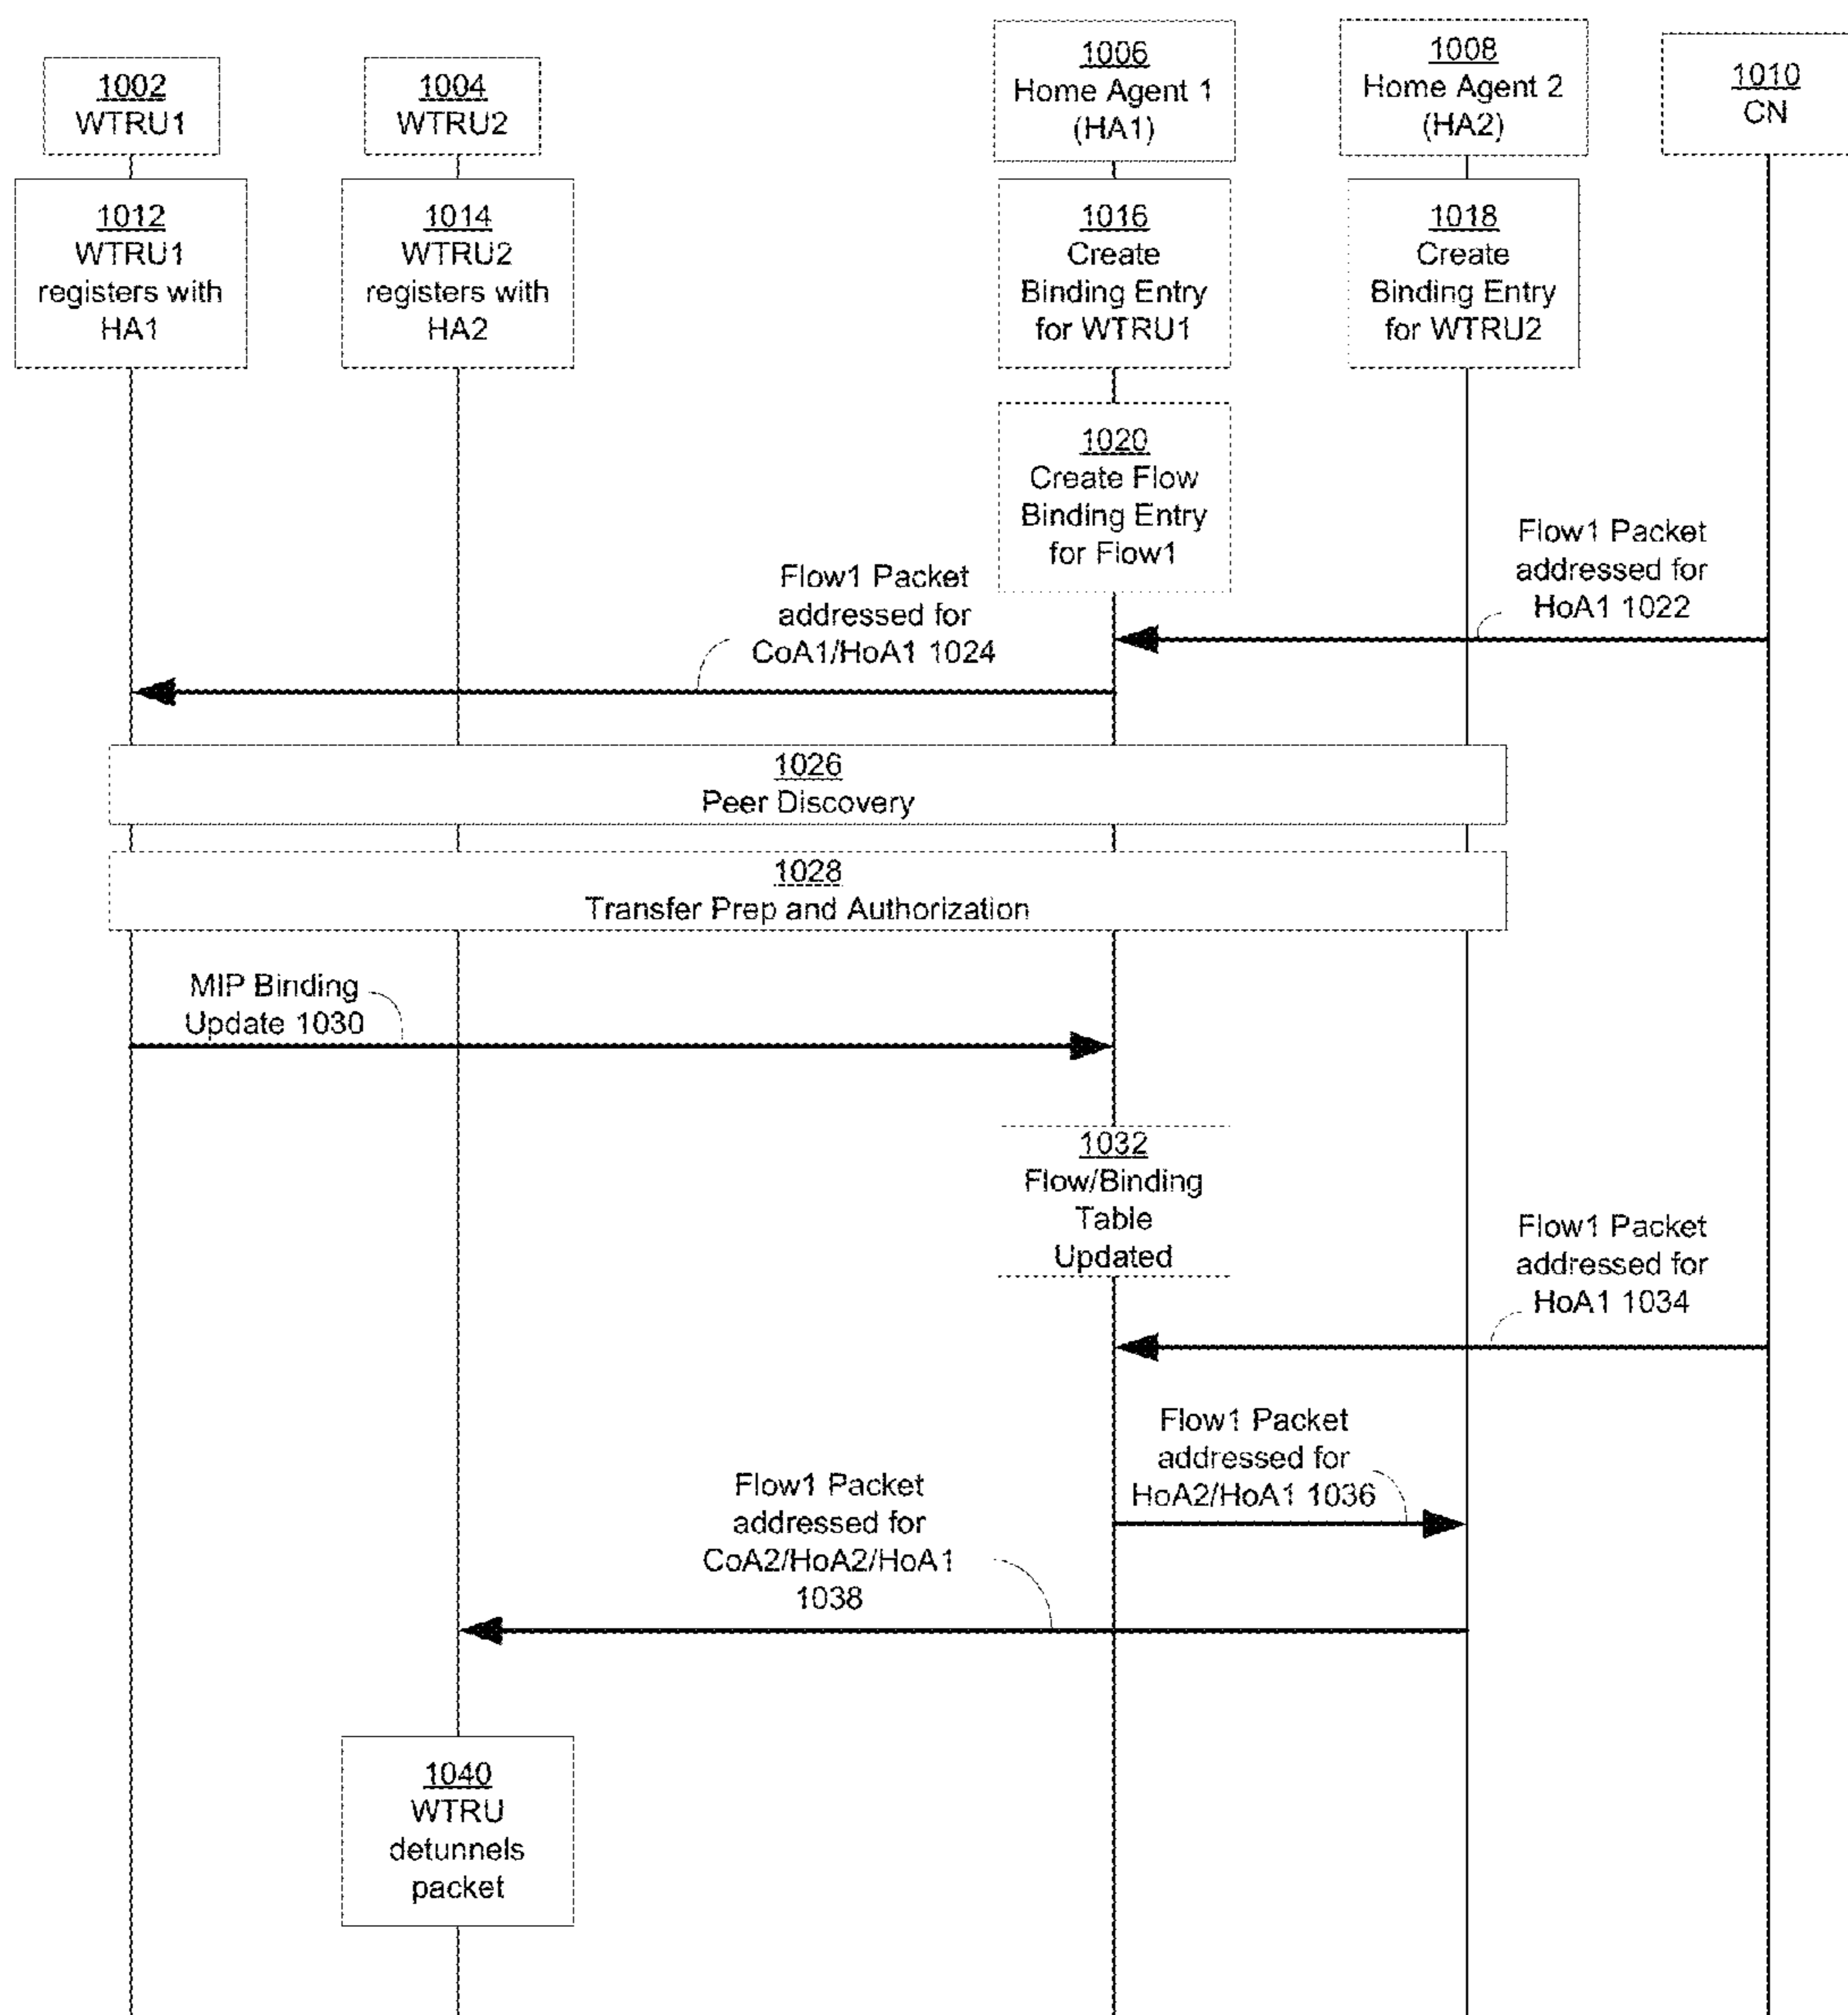 1002
WTRU1
1004
WTRU2
1006
Home Agent 1
(HA1)
1008
Home Agent 2
(HA2)
1010
CN
1012
WTRU1
registers with
HA1
1014
WTRU2
registers with
HA2
1016
Create
Binding Entry
for WTRU1
1018
Create
Binding Entry
for WTRU2
1020
Create Flow
Binding Entry
for Flow1
Flow1 Packet
addressed for
HoA1 1022
Flow1 Packet
addressed for
CoA1/HoA1 1024
1026
Peer Discovery
1028
Transfer Prep and Authorization
MIP Binding
Update 1030
1032
Flow/Binding
Table
Updated
Flow1 Packet
addressed for
HoA1 1034
Flow1 Packet
addressed for
HoA2/HoA1 1036
Flow1 Packet
addressed for
CoA2/HoA2/HoA1
1038
1040
WTRU
detunnels
packet